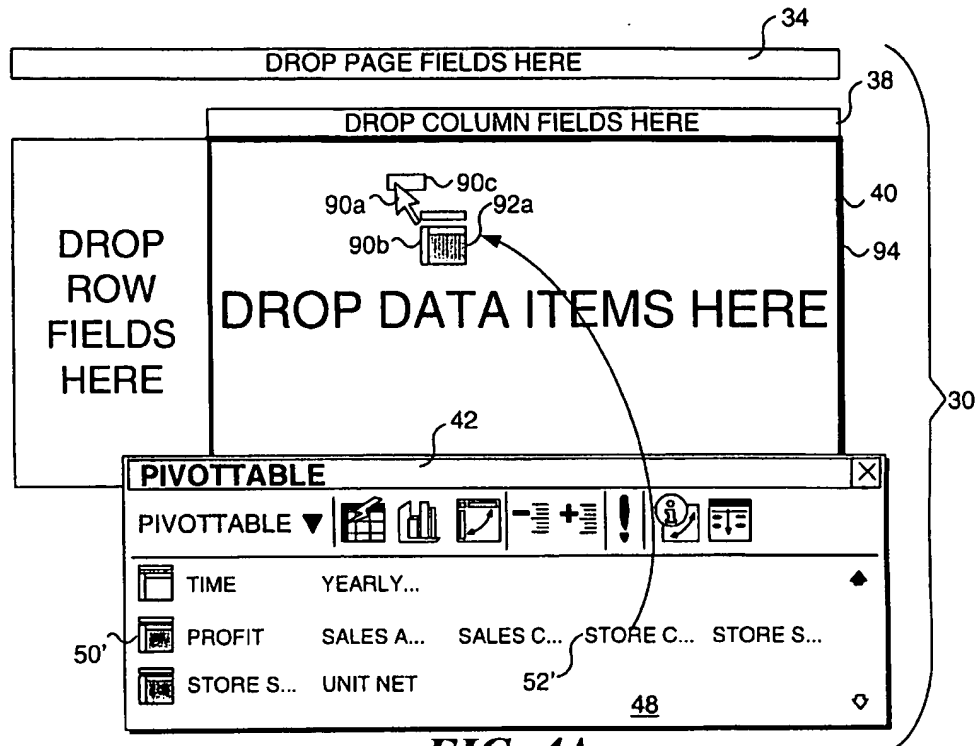 34
DROP PAGE FIELDS HERE
38
DROP COLUMN FIELDS HERE
90c
90a
92a
40
90b
94
DROP
ROW
FIELDS
HERE
DROP DATA ITEMS HERE
30
42
PIVOTTABLE
PIVOTTABLE
TIME YEARLY...
50' PROFIT SALES A... SALES C... STORE C... STORE S...
STORE S... UNIT NET 52'
48
FIG. 4A